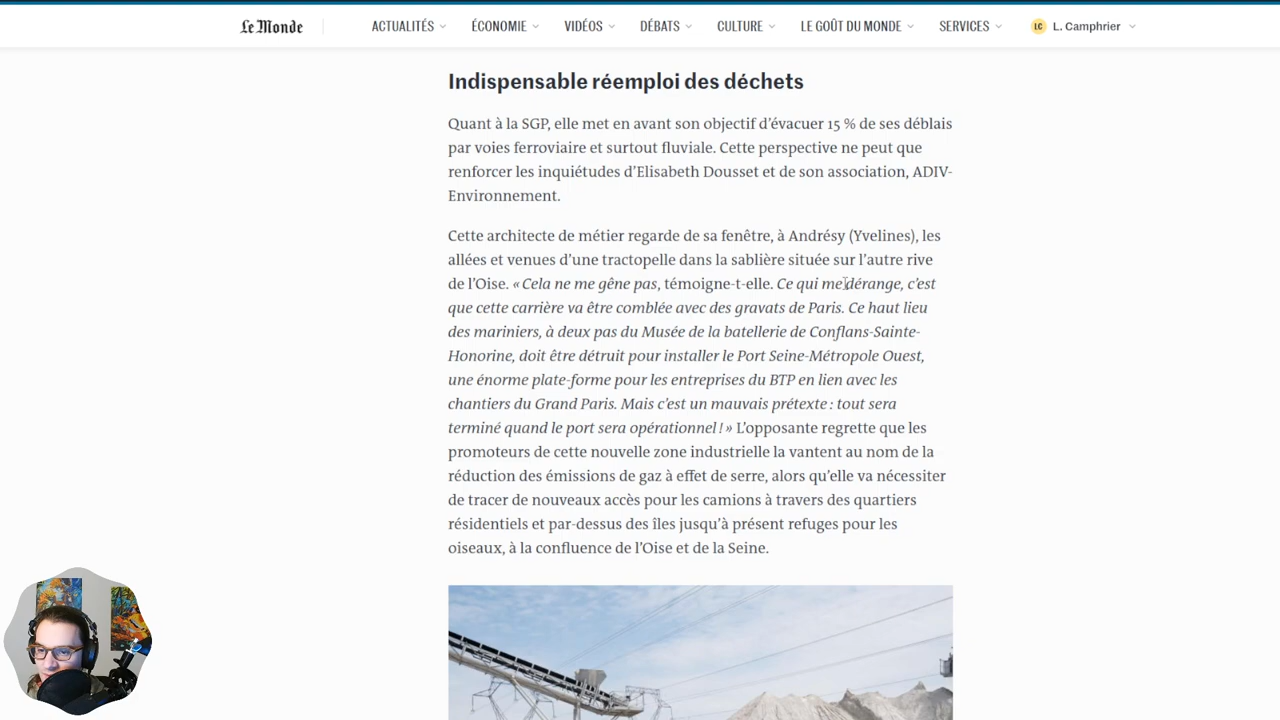 Le Monde
ACTUALITÉS
ÉCONOMIE
VIDÉOS
DÉBATS
CULTURE
LE GOÛT DU MONDE
SERVICES
LC
L. Camphrier
Indispensable réemploi des déchets
Quant à la SGP, elle met en avant son objectif d’évacuer 15 % de ses déblais
par voies ferroviaire et surtout fluviale. Cette perspective ne peut que
renforcer les inquiétudes d’Elisabeth Dousset et de son association, ADIV-
Environnement.
Cette architecte de métier regarde de sa fenêtre, à Andrésy (Yvelines), les
allées et venues d’une tractopelle dans la sablière située sur l’autre rive
de l’Oise. « Cela ne me gêne pas, témoigne-t-elle. Ce qui me dérange, c’est
que cette carrière va être comblée avec des gravats de Paris. Ce haut lieu
des mariniers, à deux pas du Musée de la batellerie de Conflans-Sainte-
Honorine, doit être détruit pour installer le Port Seine-Métropole Ouest,
une énorme plate-forme pour les entreprises du BTP en lien avec les
chantiers du Grand Paris. Mais c’est un mauvais prétexte : tout sera
terminé quand le port sera opérationnel ! » L’opposante regrette que les
promoteurs de cette nouvelle zone industrielle la vantent au nom de la
réduction des émissions de gaz à effet de serre, alors qu’elle va nécessiter
de tracer de nouveaux accès pour les camions à travers des quartiers
résidentiels et par-dessus des îles jusqu’à présent refuges pour les
oiseaux, à la confluence de l’Oise et de la Seine.